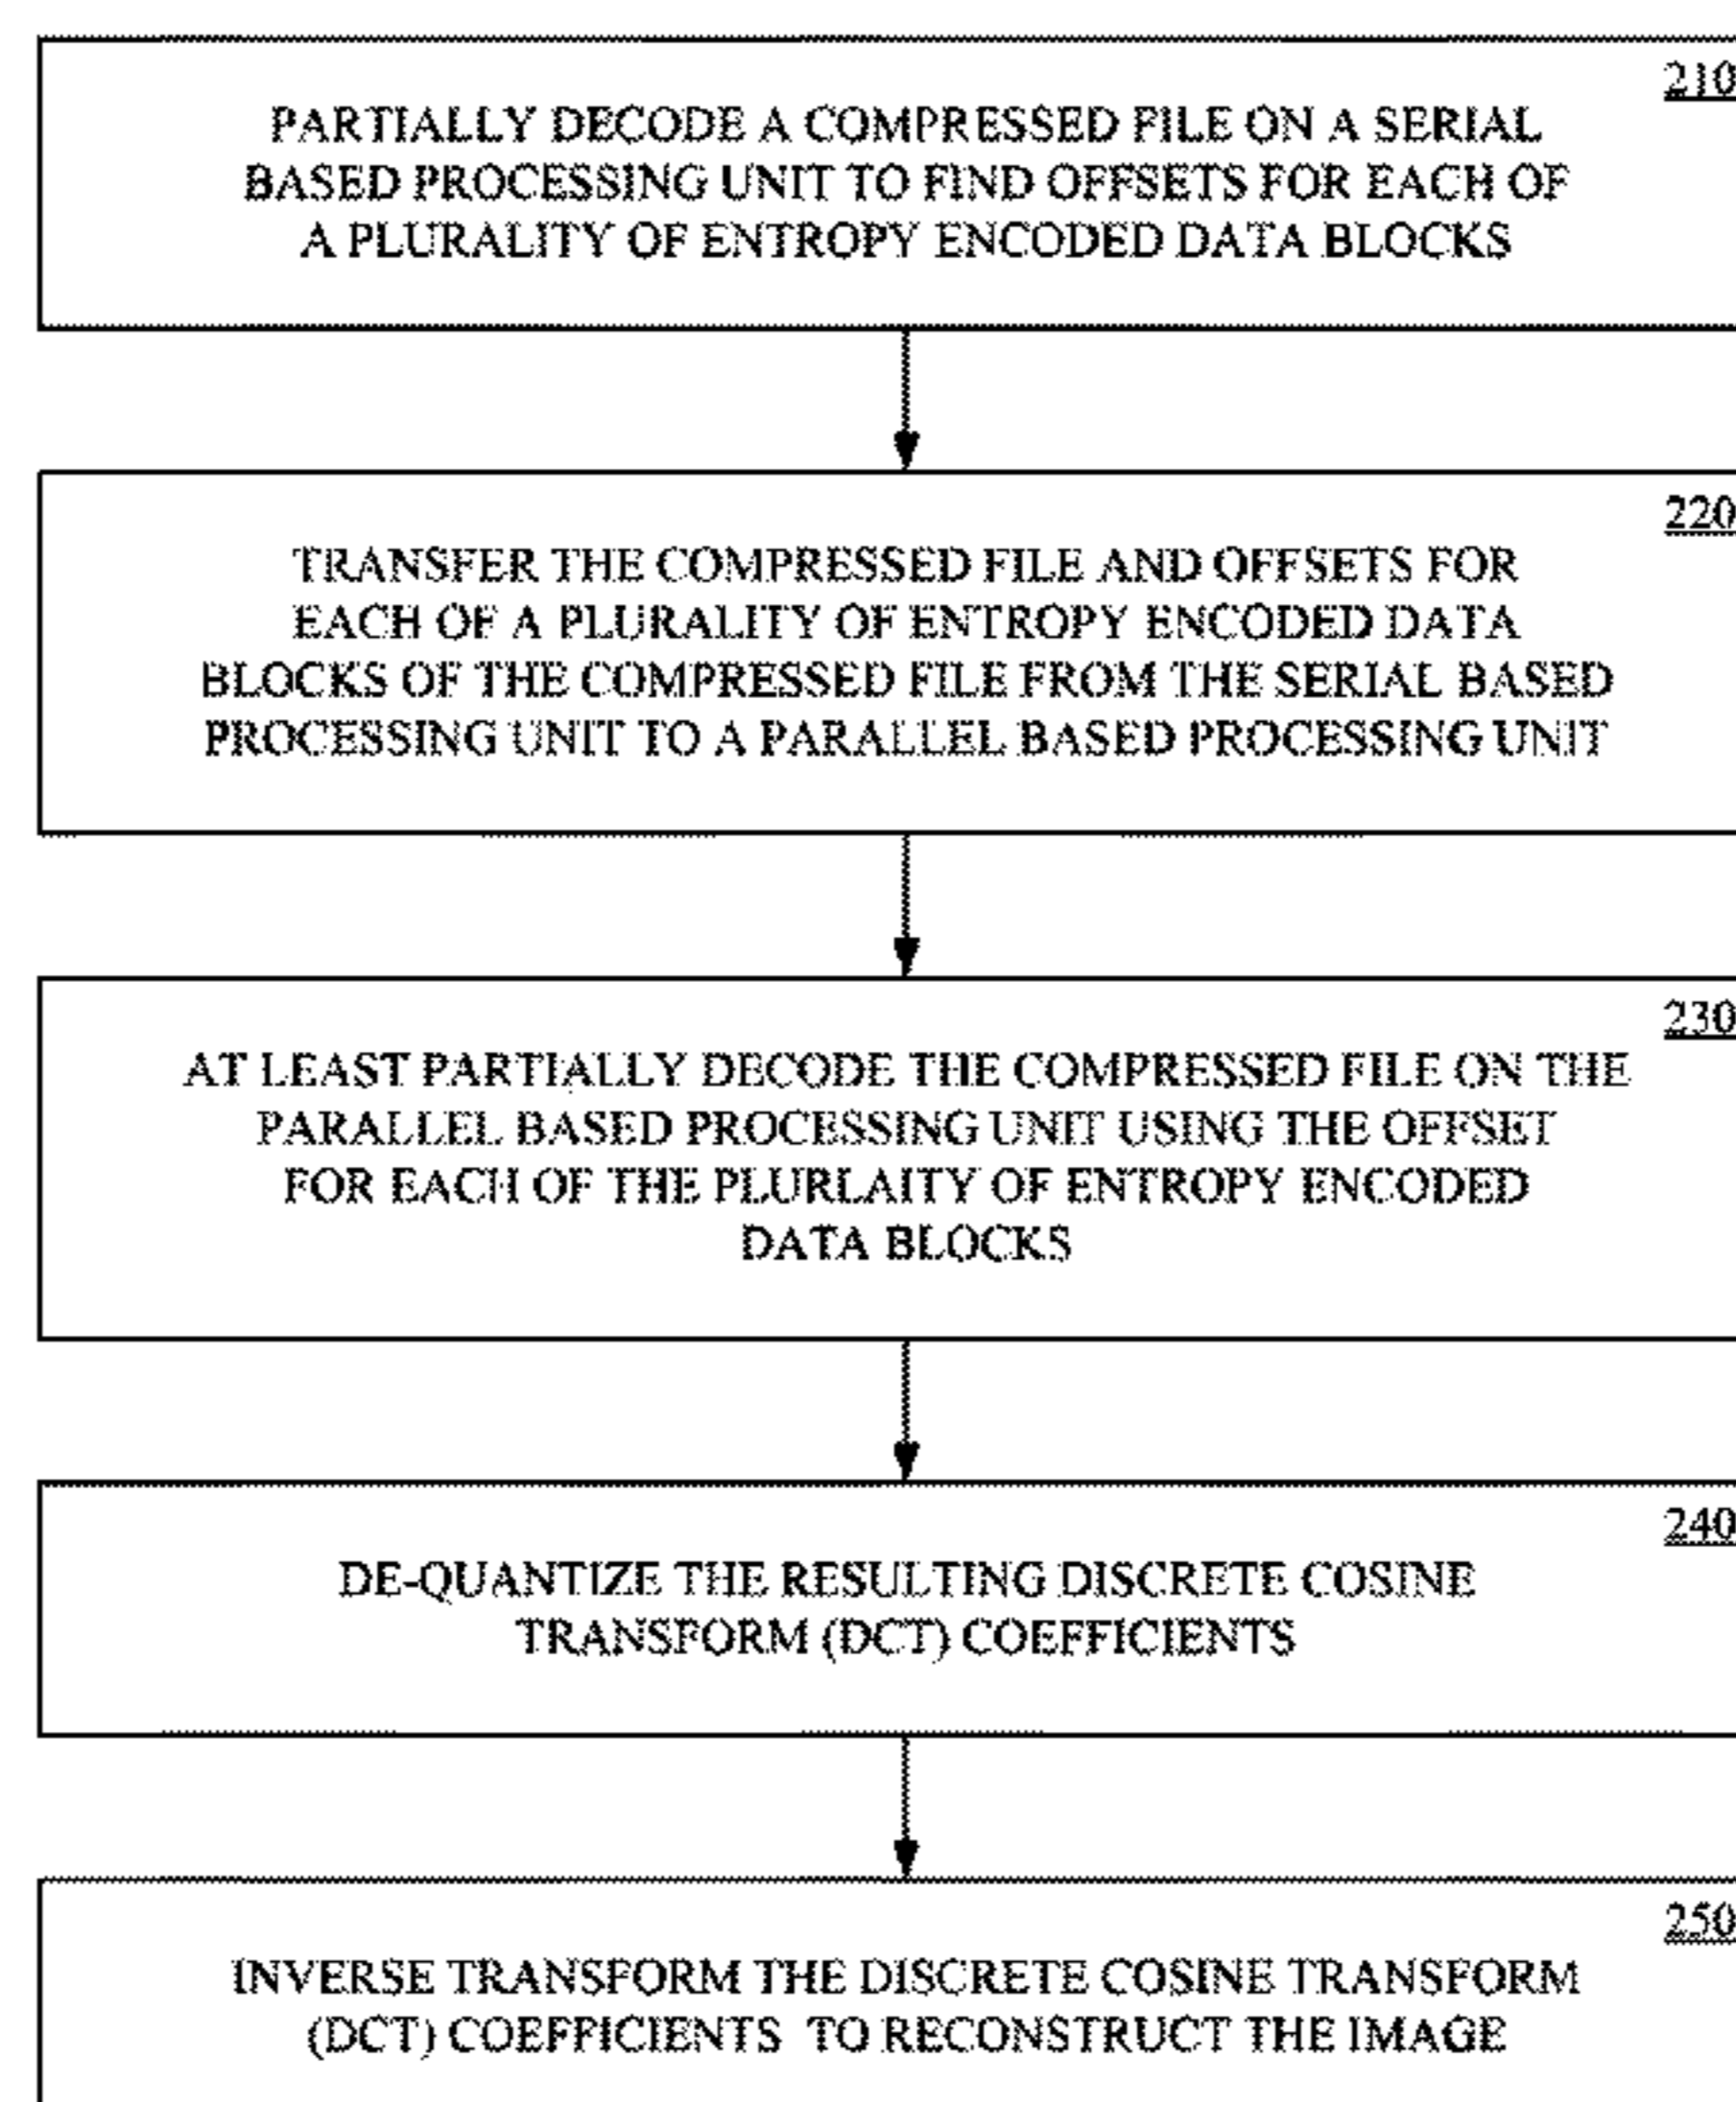 210
PARTIALLY DECODE A COMPRESSED FILE ON A SERIAL
BASED PROCESSING UNIT TO FIND OFFSETS FOR EACH OF
A PLURALITY OF ENTROPY ENCODED DATA BLOCKS
220
TRANSFER THE COMPRESSED FILE AND OFFSETS FOR
EACH OF A PLURALITY OF ENTROPY ENCODED DATA
BLOCKS OF THE COMPRESSED FILE FROM THE SERIAL BASED
PROCESSING UNIT TO A PARALLEL BASED PROCESSING UNIT
230
AT LEAST PARTIALLY DECODE THE COMPRESSED FILE ON THE
PARALLEL BASED PROCESSING UNIT USING THE OFFSET
FOR EACH OF THE PLURLAITY OF ENTROPY ENCODED
DATA BLOCKS
240
DE-QUANTIZE THE RESULTING DISCRETE COSINE
TRANSFORM (DCT) COEFFICIENTS
250
INVERSE TRANSFORM THE DISCRETE COSINE TRANSFORM
(DCT) COEFFICIENTS TO RECONSTRUCT THE IMAGE